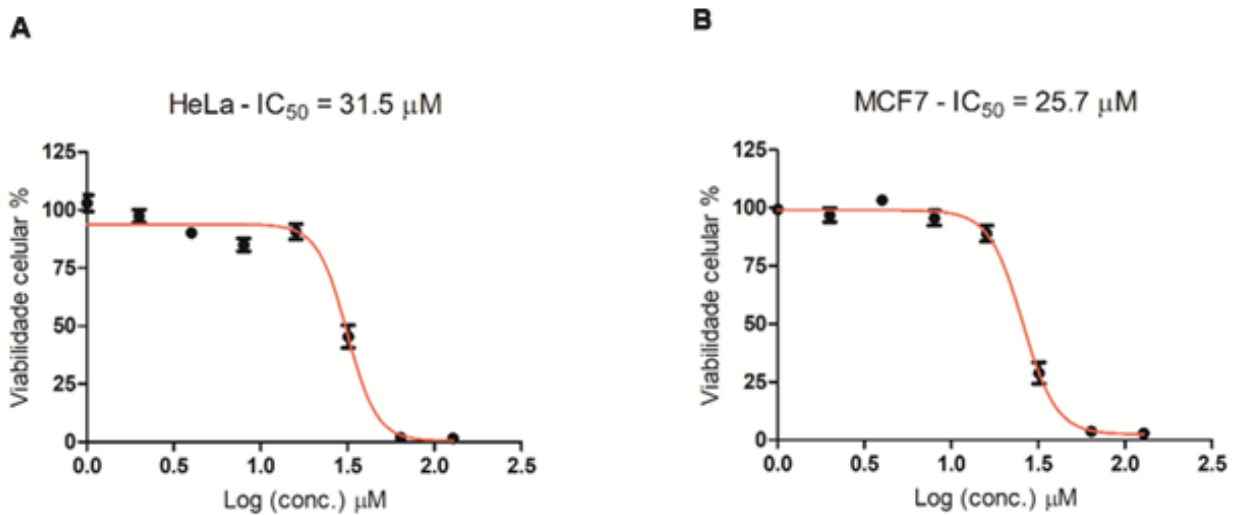 A
HeLa - IC₅₀ = 31.5 μM
Viabilidade celular %
125
100
75
50
25
0
0.0 0.5 1.0 1.5 2.0 2.5
Log (conc.) μM
B
MCF7 - IC₅₀ = 25.7 μM
Viabilidade celular %
125
100
75
50
25
0
0.0 0.5 1.0 1.5 2.0 2.5
Log (conc.) μM